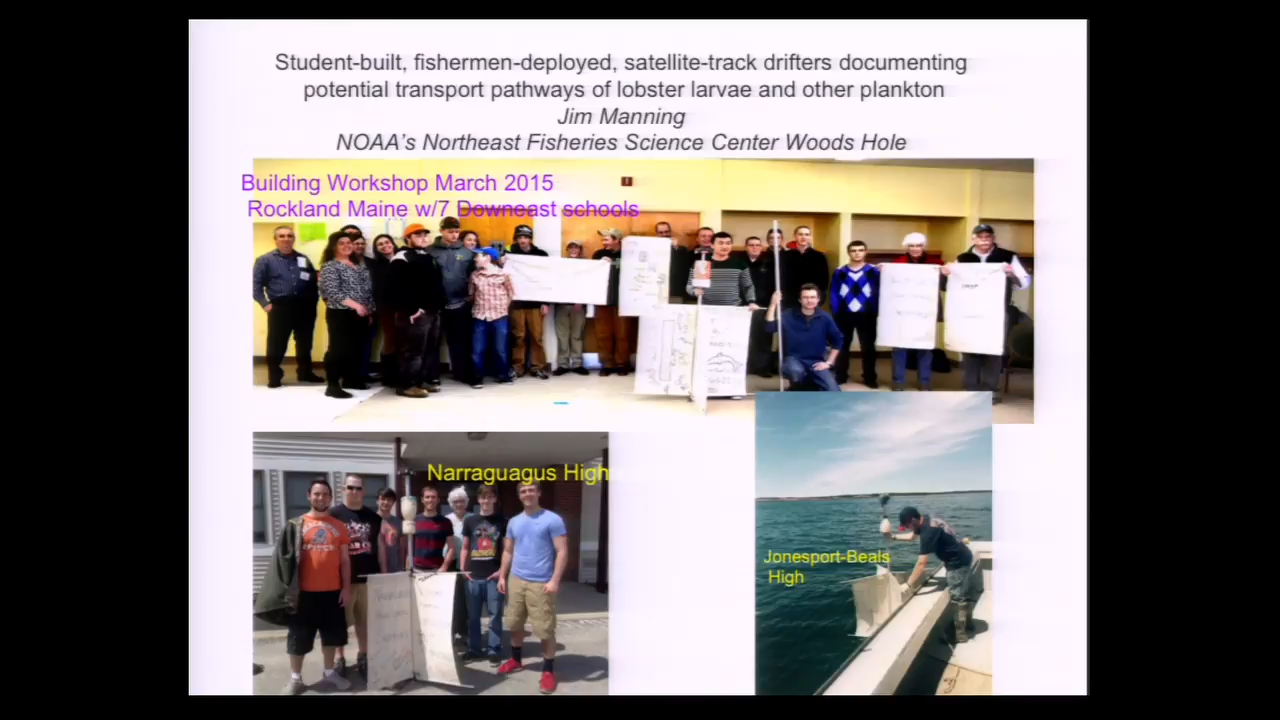 Student-built, fishermen-deployed, satellite-track drifters documenting
potential transport pathways of lobster larvae and other plankton
Jim Manning
NOAA's Northeast Fisheries Science Center Woods Hole
Building Workshop March 2015
Rockland Maine w/7 Downeast schools
Narraguagus High
Jonesport-Beals
High